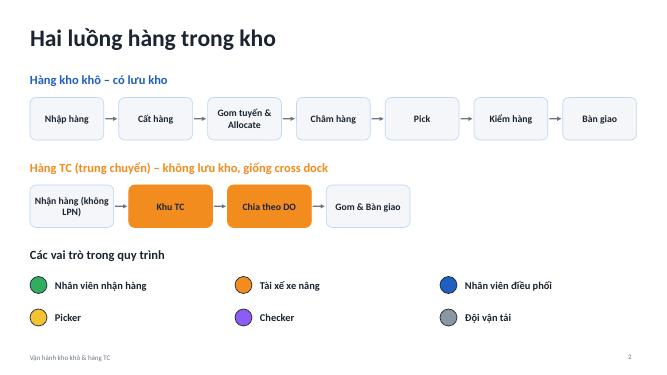 Hai luồng hàng trong kho
Hàng kho khô – có lưu kho
Nhập hàng
Cất hàng
Gom tuyến &
Allocate
Châm hàng
Pick
Kiểm hàng
Bàn giao
Hàng TC (trung chuyển) – không lưu kho, giống cross dock
Nhận hàng (không
LPN)
Khu TC
Chia theo DO
Gom & Bàn giao
Các vai trò trong quy trình
Nhân viên nhận hàng
Tài xế xe nâng
Nhân viên điều phối
Picker
Checker
Đội vận tải
Vận hành kho khô & hàng TC
2